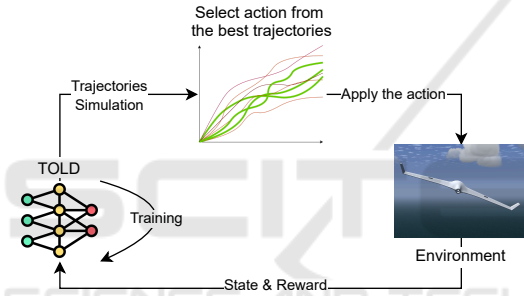 Select action from
the best trajectories
Trajectories
Simulation
Apply the action
TOLD
Training
Environment
State & Reward